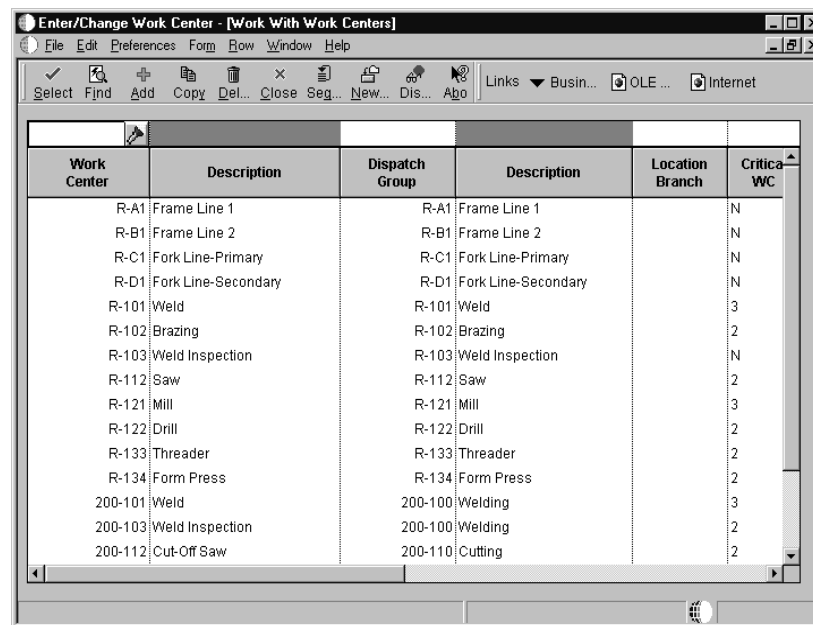 Enter/Change Work Center - [Work With Work Centers]
File Edit Preferences Form Row Window Help
Select Find Add Copy Del... Close Seq... New... Dis... Abo Links Busin... OLE ... Internet
Work Center Description Dispatch Group Description Location Branch Critica WC
R-A1 Frame Line 1 R-A1 Frame Line 1 N
R-B1 Frame Line 2 R-B1 Frame Line 2 N
R-C1 Fork Line-Primary R-C1 Fork Line-Primary N
R-D1 Fork Line-Secondary R-D1 Fork Line-Secondary N
R-101 Weld R-101 Weld 3
R-102 Brazing R-102 Brazing 2
R-103 Weld Inspection R-103 Weld Inspection N
R-112 Saw R-112 Saw 2
R-121 Mill R-121 Mill 3
R-122 Drill R-122 Drill 2
R-133 Threader R-133 Threader 2
R-134 Form Press R-134 Form Press 2
200-101 Weld 200-100 Welding 3
200-103 Weld Inspection 200-100 Welding 2
200-112 Cut-Off Saw 200-110 Cutting 2